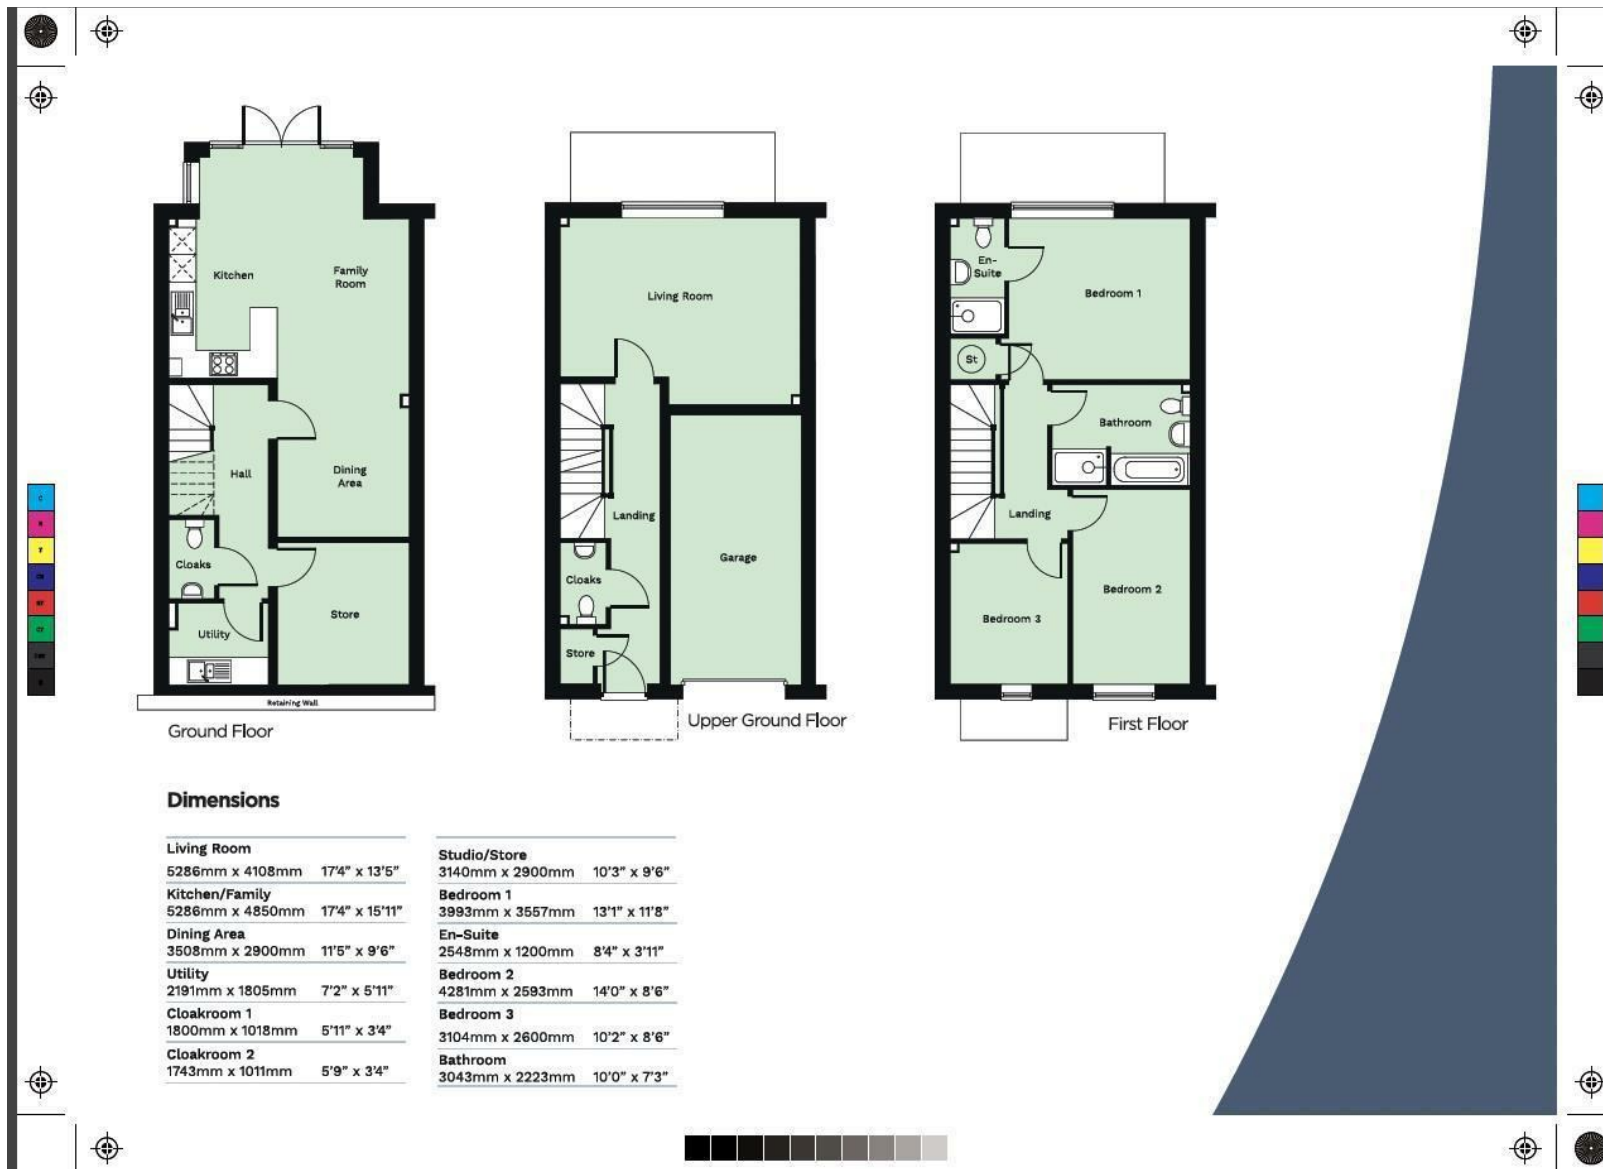 Kitchen
Family
Room
Hall
Dining
Area
Cloaks
Utility
Store
Retaining Wall
Ground Floor
Living Room
Landing
Cloaks
Store
Garage
Upper Ground Floor
En-
Suite
Bedroom 1
St
Bathroom
Landing
Bedroom 2
Bedroom 3
First Floor
Dimensions
Living Room
5286mm x 4108mm 17'4" x 13'5"
Kitchen/Family
5286mm x 4850mm 17'4" x 15'11"
Dining Area
3508mm x 2900mm 11'5" x 9'6"
Utility
2191mm x 1805mm 7'2" x 5'11"
Cloakroom 1
1800mm x 1018mm 5'11" x 3'4"
Cloakroom 2
1743mm x 1011mm 5'9" x 3'4"
Studio/Store
3140mm x 2900mm 10'3" x 9'6"
Bedroom 1
3993mm x 3557mm 13'1" x 11'8"
En-Suite
2548mm x 1200mm 8'4" x 3'11"
Bedroom 2
4281mm x 2593mm 14'0" x 8'6"
Bedroom 3
3104mm x 2600mm 10'2" x 8'6"
Bathroom
3043mm x 2223mm 10'0" x 7'3"